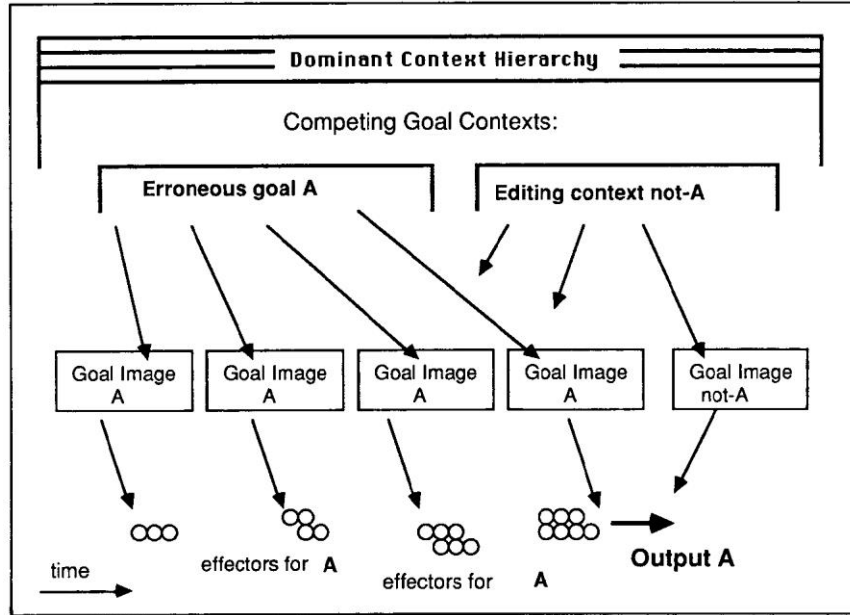 Dominant Context Hierarchy
Competing Goal Contexts:
Erroneous goal A
Editing context not-A
Goal Image
A
Goal Image
A
Goal Image
A
Goal Image
A
Goal Image
not-A
effectors for A
effectors for A
Output A
time